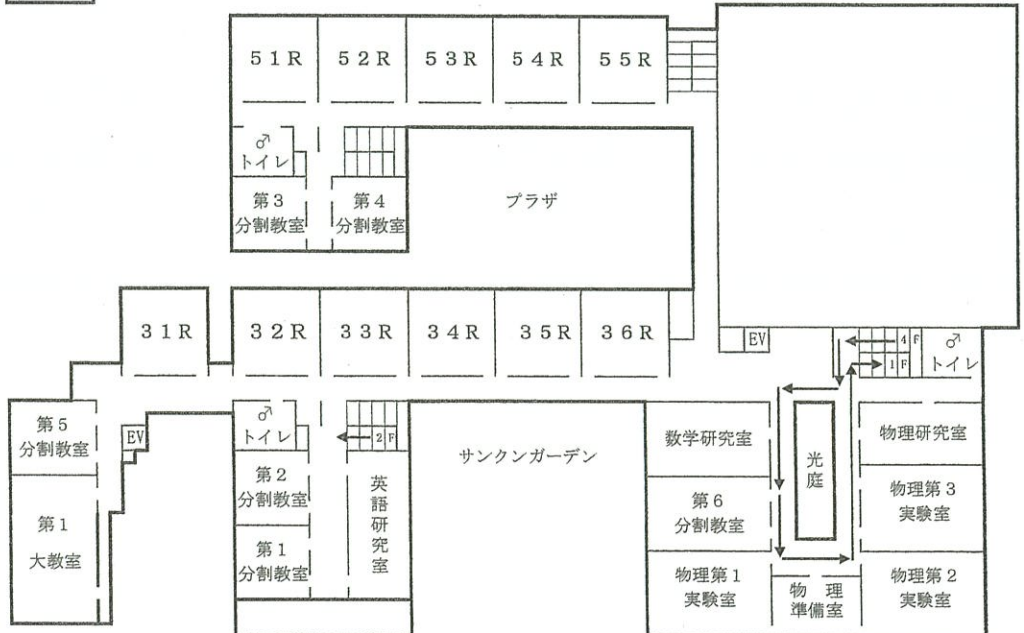 51R
52R
53R
54R
55R
♂
トイレ
第3
分割教室
第4
分割教室
プラザ
31R
32R
33R
34R
35R
36R
EV
4F
1F
♂
トイレ
第5
分割教室
EV
♂
トイレ
2F
サンクンガーデン
数学研究室
光庭
物理研究室
第1
大教室
第2
分割教室
英語研究室
第6
分割教室
物理第3
実験室
第1
分割教室
物理第1
実験室
物理
準備室
物理第2
実験室